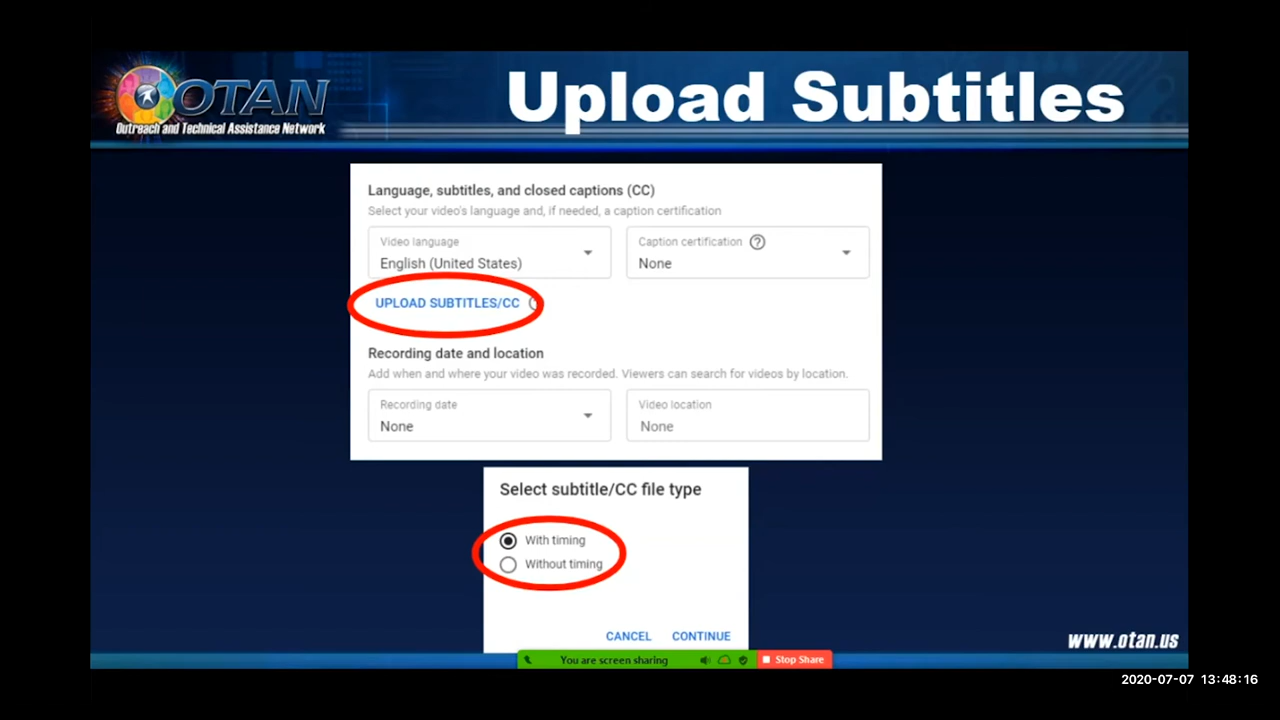 OTAN
Outreach and Technical Assistance Network
Upload Subtitles
Language, subtitles, and closed captions (CC)
Select your video's language and, if needed, a caption certification
Video language
English (United States)
Caption certification ?
None
UPLOAD SUBTITLES/CC
Recording date and location
Add when and where your video was recorded. Viewers can search for videos by location.
Recording date
None
Video location
None
Select subtitle/CC file type
With timing
Without timing
CANCEL CONTINUE
www.otan.us
You are screen sharing Stop Share
2020-07-07 13:48:16